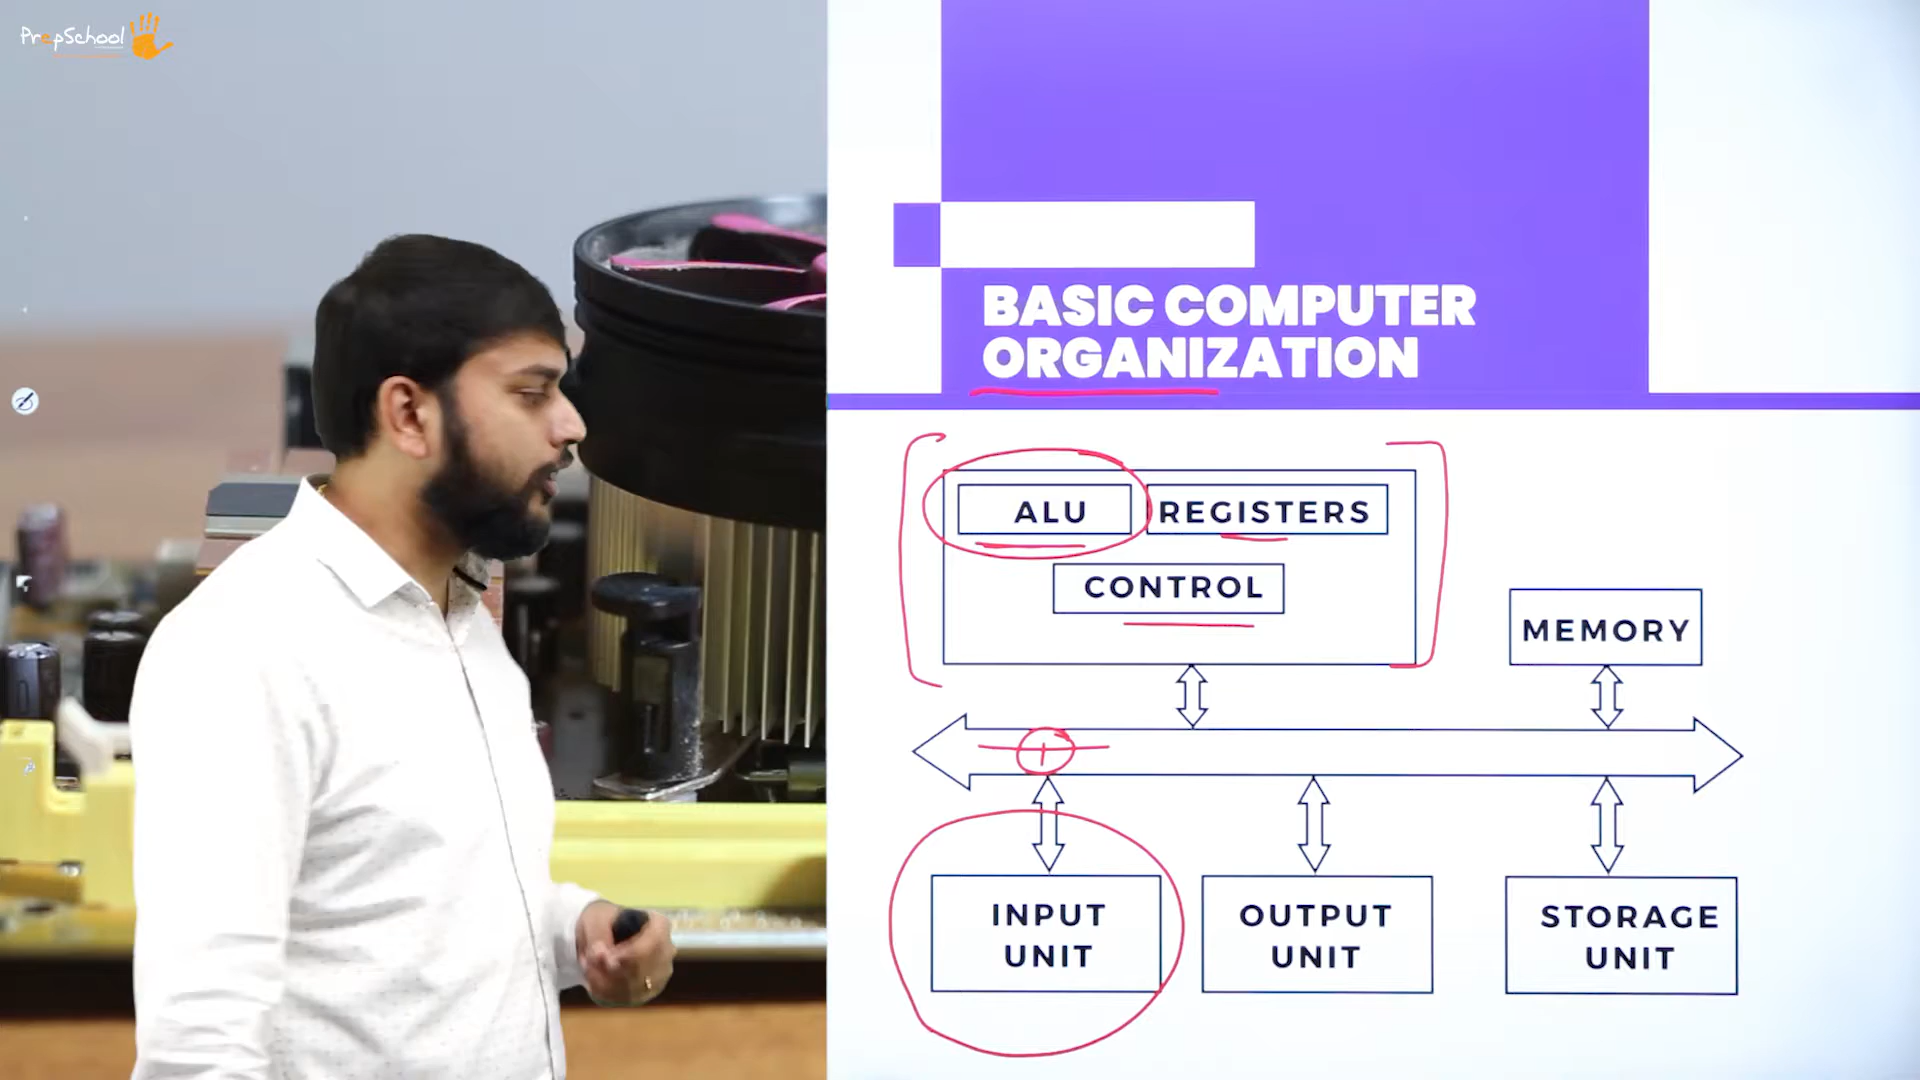 PrepSchool
BASIC COMPUTER
ORGANIZATION
ALU
REGISTERS
CONTROL
MEMORY
INPUT
UNIT
OUTPUT
UNIT
STORAGE
UNIT